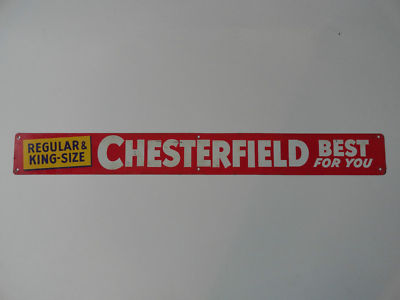 REGULAR &
KING-SIZE
CHESTERFIELD
BEST
FOR YOU